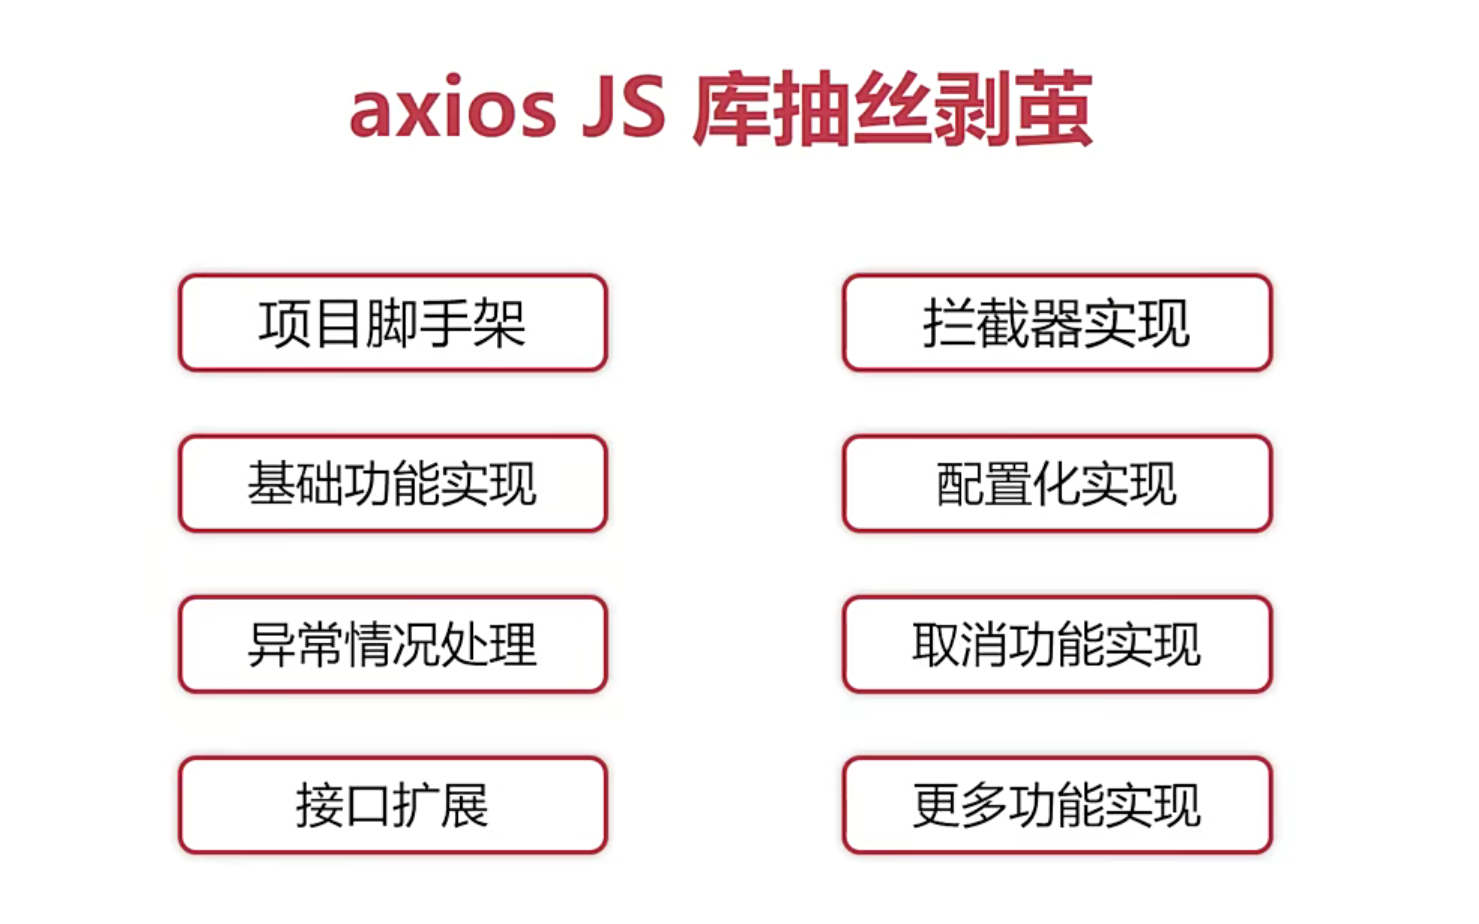 axios JS 库抽丝剥茧
项目脚手架
基础功能实现
异常情况处理
接口扩展
拦截器实现
配置化实现
取消功能实现
更多功能实现